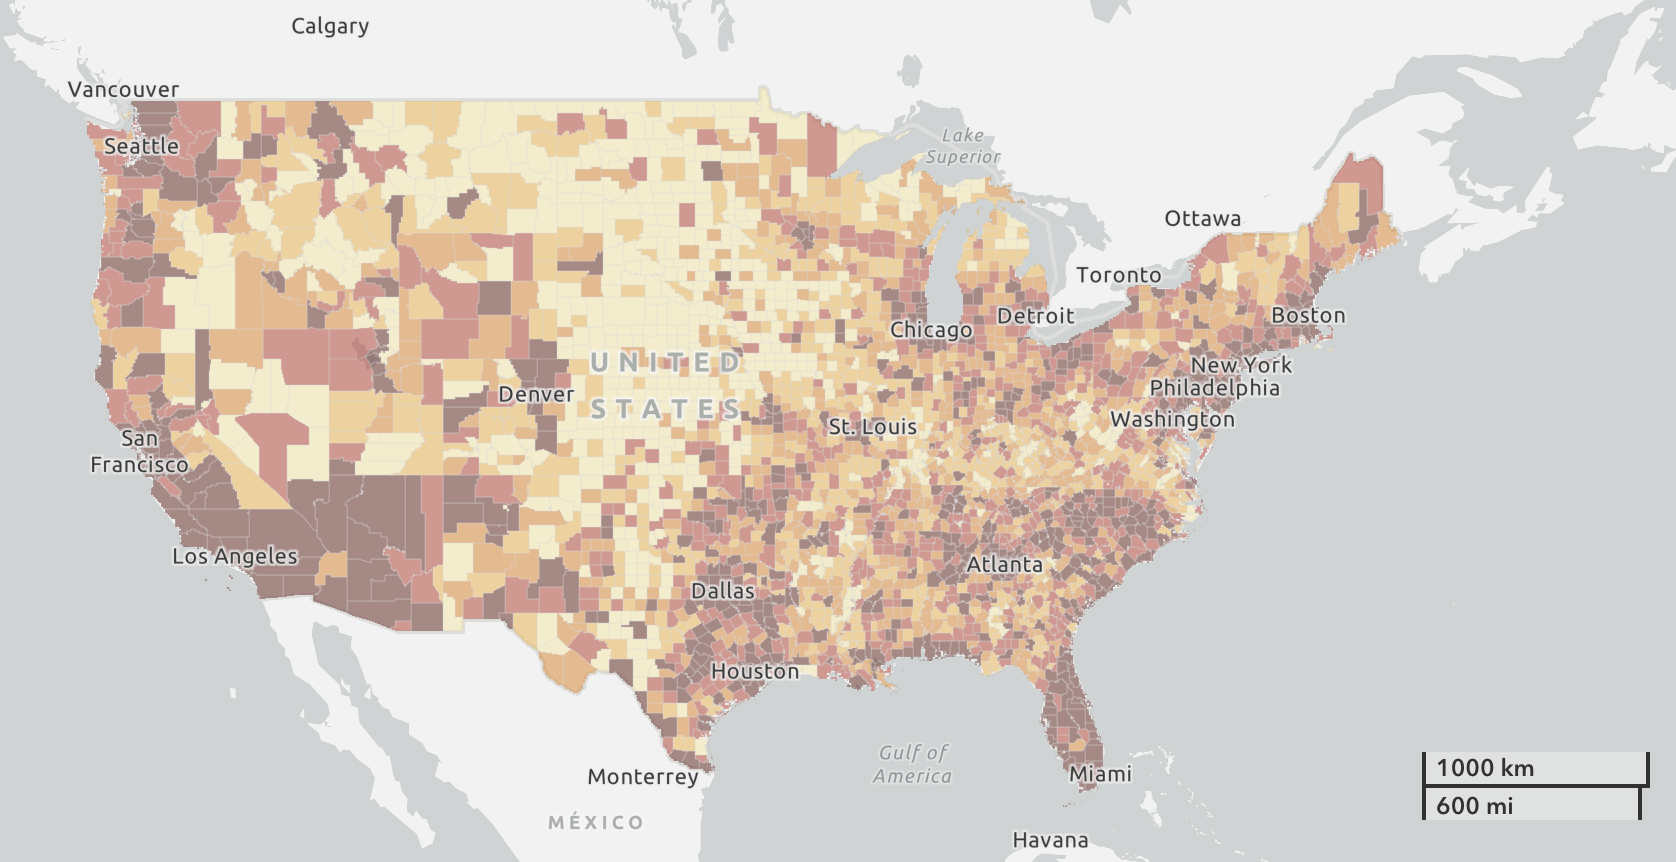 Calgary
Vancouver
Seattle
Lake
Superior
Ottawa
Toronto
Detroit
Boston
Chicago
New York
UNITED
STATES
Denver
Philadelphia
Washington
St. Louis
San
Francisco
Los Angeles
Atlanta
Dallas
Houston
Gulf of
America
Monterrey
Miami
MÉXICO
Havana
1000 km
600 mi